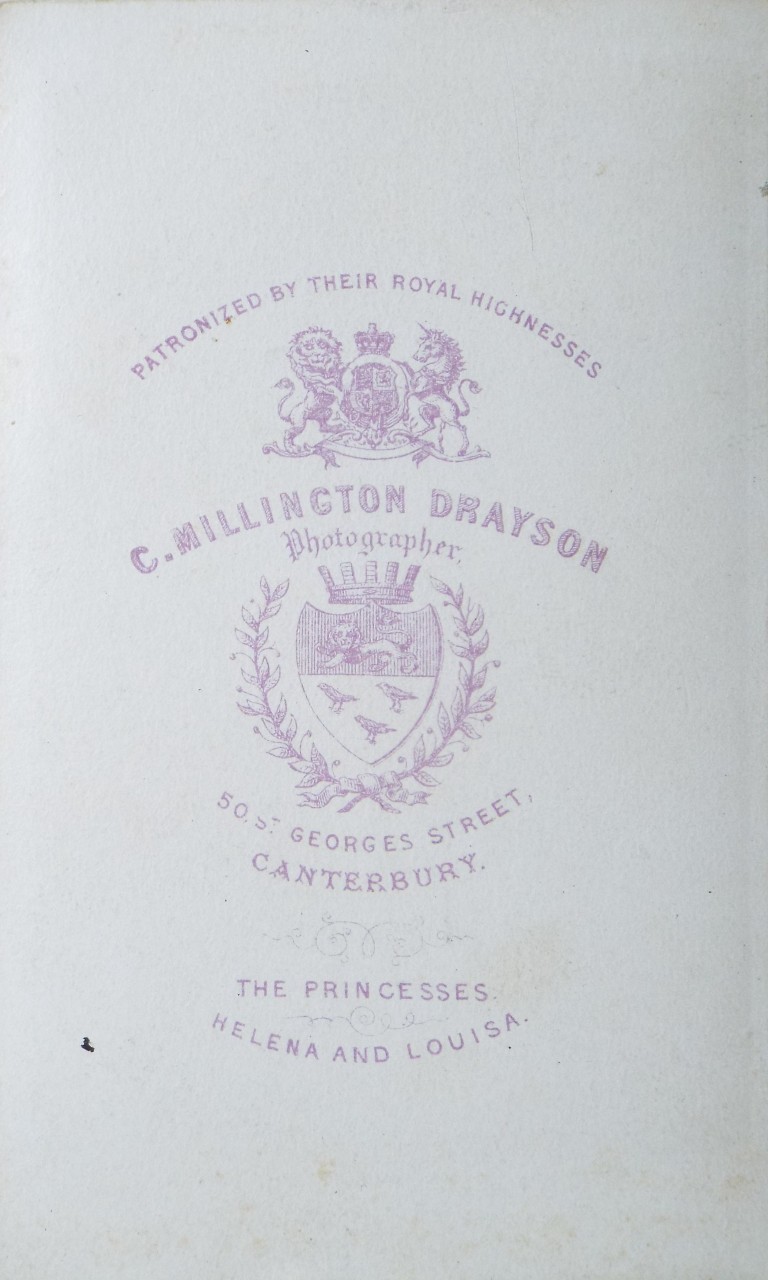 PATRONIZED BY THEIR ROYAL HIGHNESSES
C. MILLINGTON DRAYSON
Photographer,
50, ST GEORGES STREET,
CANTERBURY.
THE PRINCESSES.
HELENA AND LOUISA.